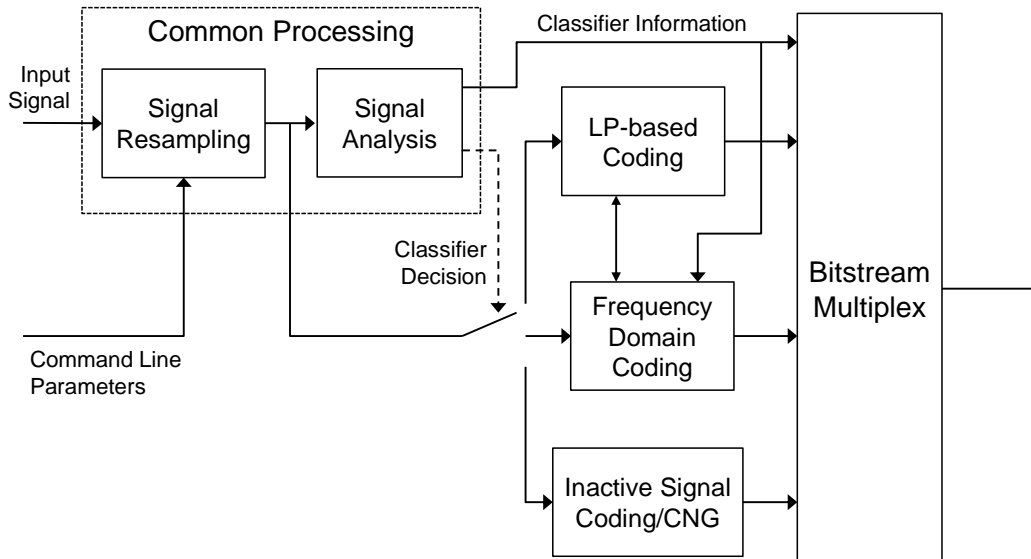 Common Processing
Classifier Information
Input
Signal
Signal
Resampling
Signal
Analysis
LP-based
Coding
Classifier
Decision
Bitstream
Multiplex
Frequency
Domain
Coding
Command Line
Parameters
Inactive Signal
Coding/CNG